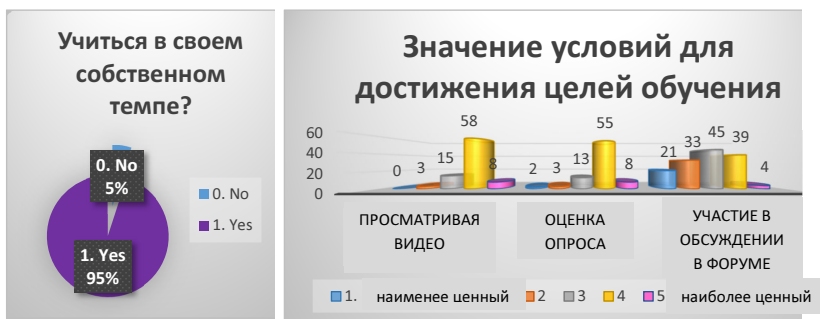 Учиться в своем
собственном
темпе?
0. No
5%
1. Yes
95%
0. No
1. Yes
Значение условий для
достижения целей обучения
60
40
20
0
0 3 15 58 8
2 3 13 55 8
21 33 45 39 4
ПРОСМАТРИВАЯ
ВИДЕО
ОЦЕНКА
ОПРОСА
УЧАСТИЕ В
ОБСУЖДЕНИИ
В ФОРУМЕ
1. наименее ценный 2 3 4 5 наиболее ценный